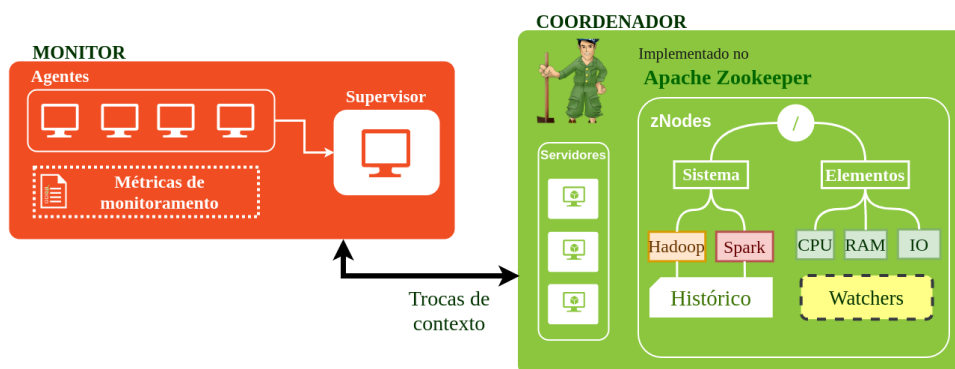 MONITOR
Agentes
Supervisor
Métricas de
monitoramento
Trocas de
contexto
COORDENADOR
Implementado no
Apache Zookeeper
Servidores
zNodes
/
Sistema
Elementos
Hadoop
Spark
CPU
RAM
IO
Histórico
Watchers